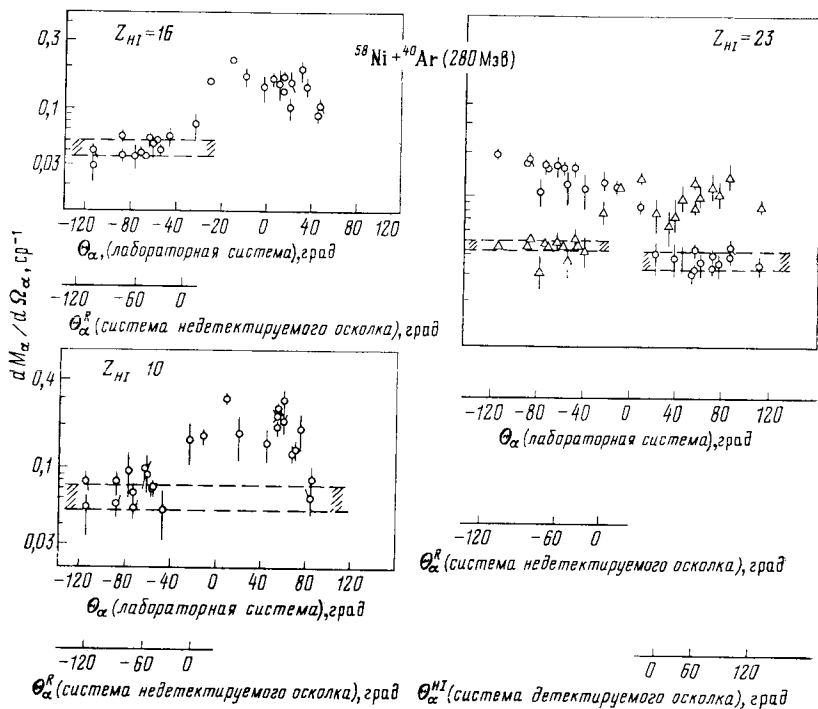 dM_α/dΩ_α, ср⁻¹
Z_HI=16
⁵⁸Ni+⁴⁰Ar (280 Мэв)
Z_HI=23
0,3
0,1
0,03
-120 -80 -40 -20 0 40 80 120
Θ_α, (лабораторная система), град
-120 -60 0
Θ_α^R (система недетектируемого осколка), град
Z_HI 10
0,4
0,1
0,03
-120 -80 -40 0 40 80 120
Θ_α (лабораторная система), град
-120 -60 0
Θ_α^R (система недетектируемого осколка), град
-120 -80 -40 0 40 80 120
Θ_α (лабораторная система), град
-120 -60 0
Θ_α^R (система недетектируемого осколка), град
0 60 120
Θ_α^HI (система детектируемого осколка), град